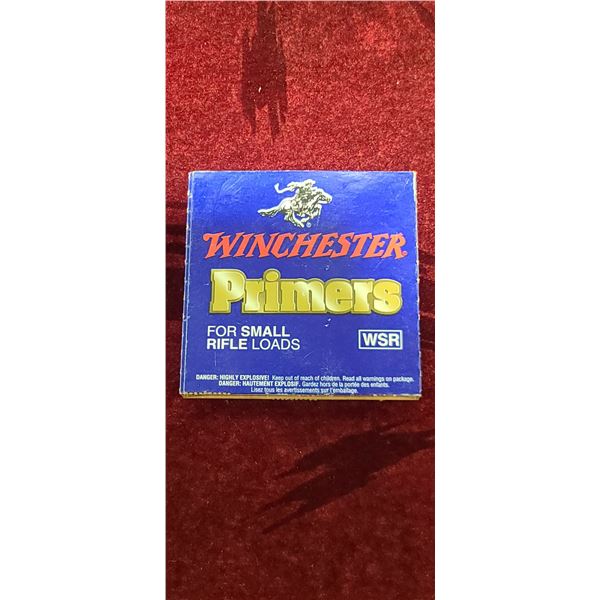 WINCHESTER
Primers
FOR SMALL
RIFLE LOADS
WSR
DANGER: HIGHLY EXPLOSIVE! Keep out of reach of children. Read all warnings on package.
DANGER: HAUTEMENT EXPLOSIF. Gardez hors de la portée des enfants.
Lisez tous les avertissements sur l'emballage.